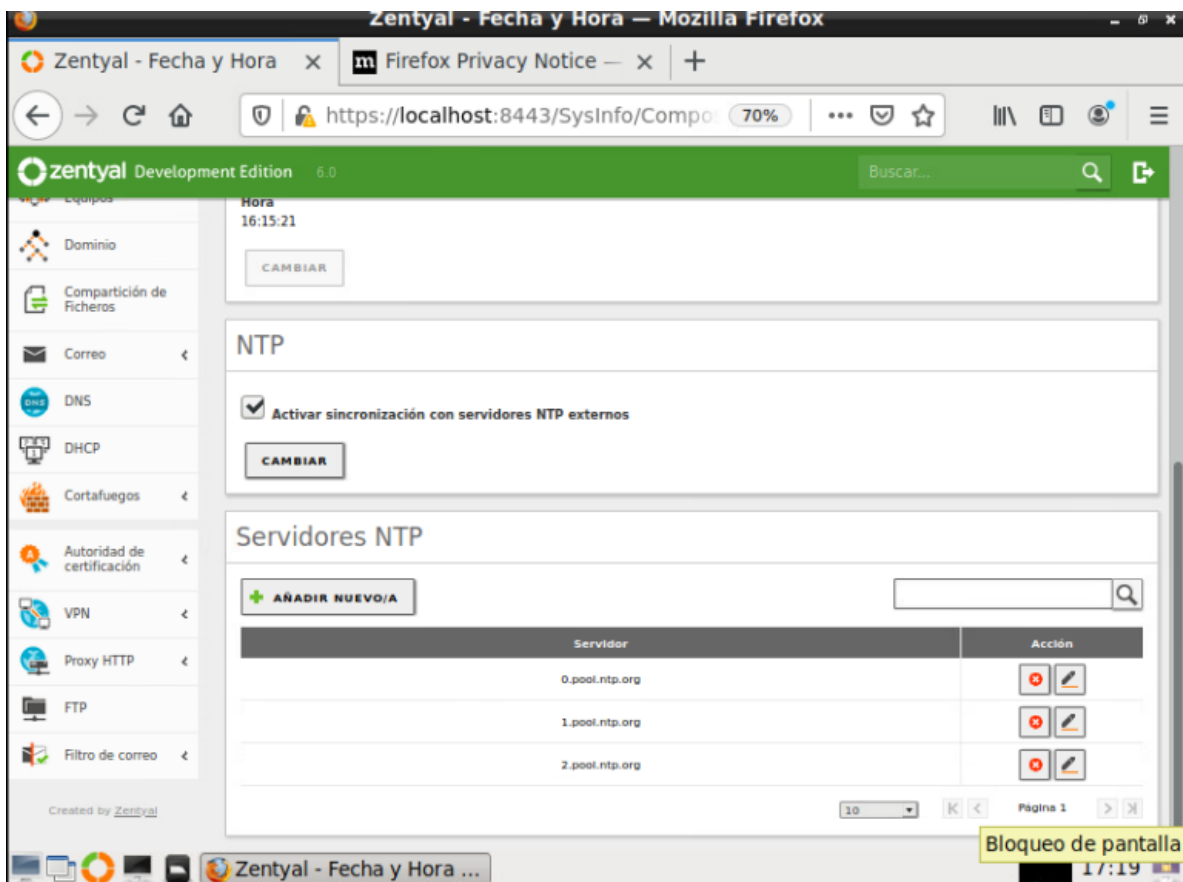 Zentyal - Fecha y Hora — Mozilla Firefox
Zentyal - Fecha y Hora
Firefox Privacy Notice —
https://localhost:8443/SysInfo/Compo
70%
zentyal Development Edition 6.0
Buscar...
Equipos
Dominio
Compartición de
Ficheros
Correo
DNS
DHCP
Cortafuegos
Autoridad de
certificación
VPN
Proxy HTTP
FTP
Filtro de correo
Created by Zentyal
Hora
16:15:21
CAMBIAR
NTP
Activar sincronización con servidores NTP externos
CAMBIAR
Servidores NTP
AÑADIR NUEVO/A
Servidor Acción
0.pool.ntp.org
1.pool.ntp.org
2.pool.ntp.org
10 Página 1
Bloqueo de pantalla
Zentyal - Fecha y Hora ...
17:19